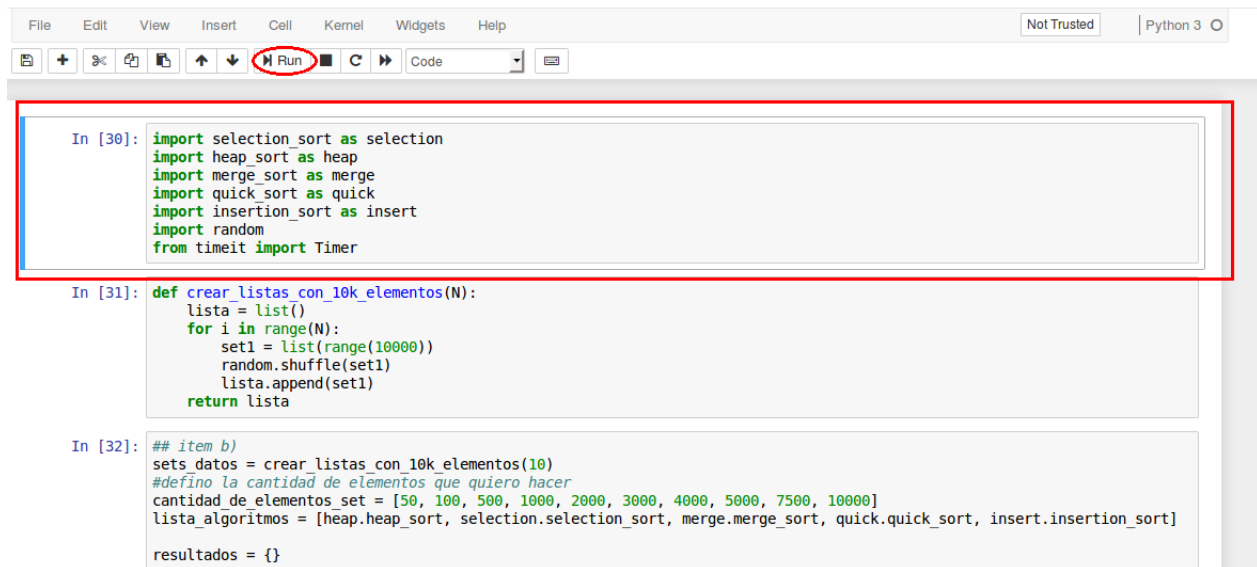 File Edit View Insert Cell Kernel Widgets Help Not Trusted Python 3
Run Code
In [30]: import selection_sort as selection
import heap_sort as heap
import merge_sort as merge
import quick_sort as quick
import insertion_sort as insert
import random
from timeit import Timer
In [31]: def crear_listas_con_10k_elementos(N):
    lista = list()
    for i in range(N):
        set1 = list(range(10000))
        random.shuffle(set1)
        lista.append(set1)
    return lista
In [32]: ## item b)
sets_datos = crear_listas_con_10k_elementos(10)
#defino la cantidad de elementos que quiero hacer
cantidad_de_elementos_set = [50, 100, 500, 1000, 2000, 3000, 4000, 5000, 7500, 10000]
lista_algoritmos = [heap.heap_sort, selection.selection_sort, merge.merge_sort, quick.quick_sort, insert.insertion_sort]
resultados = {}